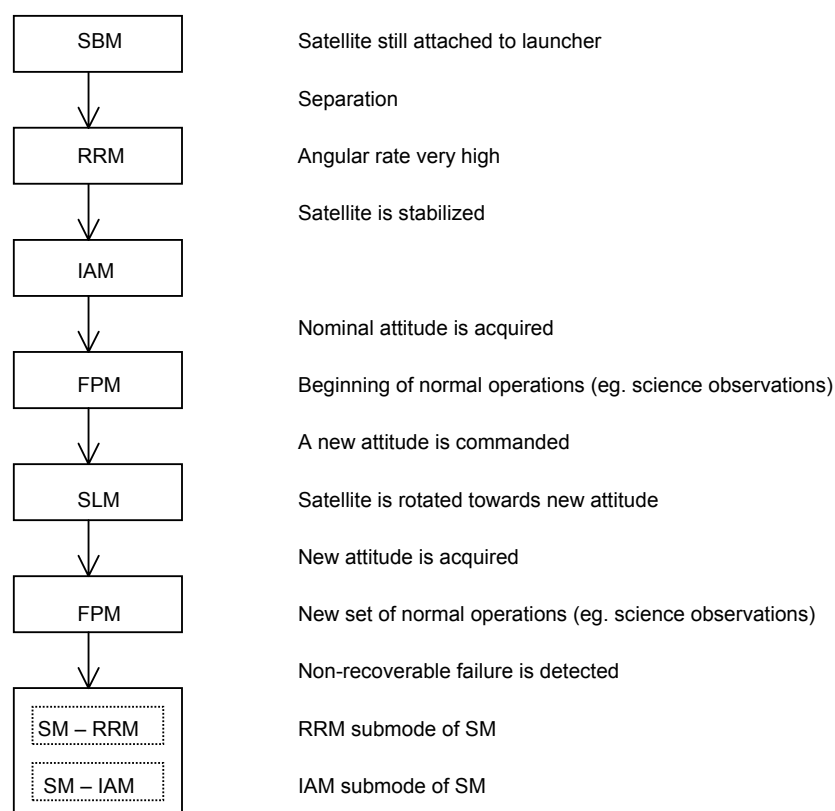 SBM Satellite still attached to launcher
Separation
RRM Angular rate very high
Satellite is stabilized
IAM
Nominal attitude is acquired
FPM Beginning of normal operations (eg. science observations)
A new attitude is commanded
SLM Satellite is rotated towards new attitude
New attitude is acquired
FPM New set of normal operations (eg. science observations)
Non-recoverable failure is detected
SM – RRM RRM submode of SM
SM – IAM IAM submode of SM